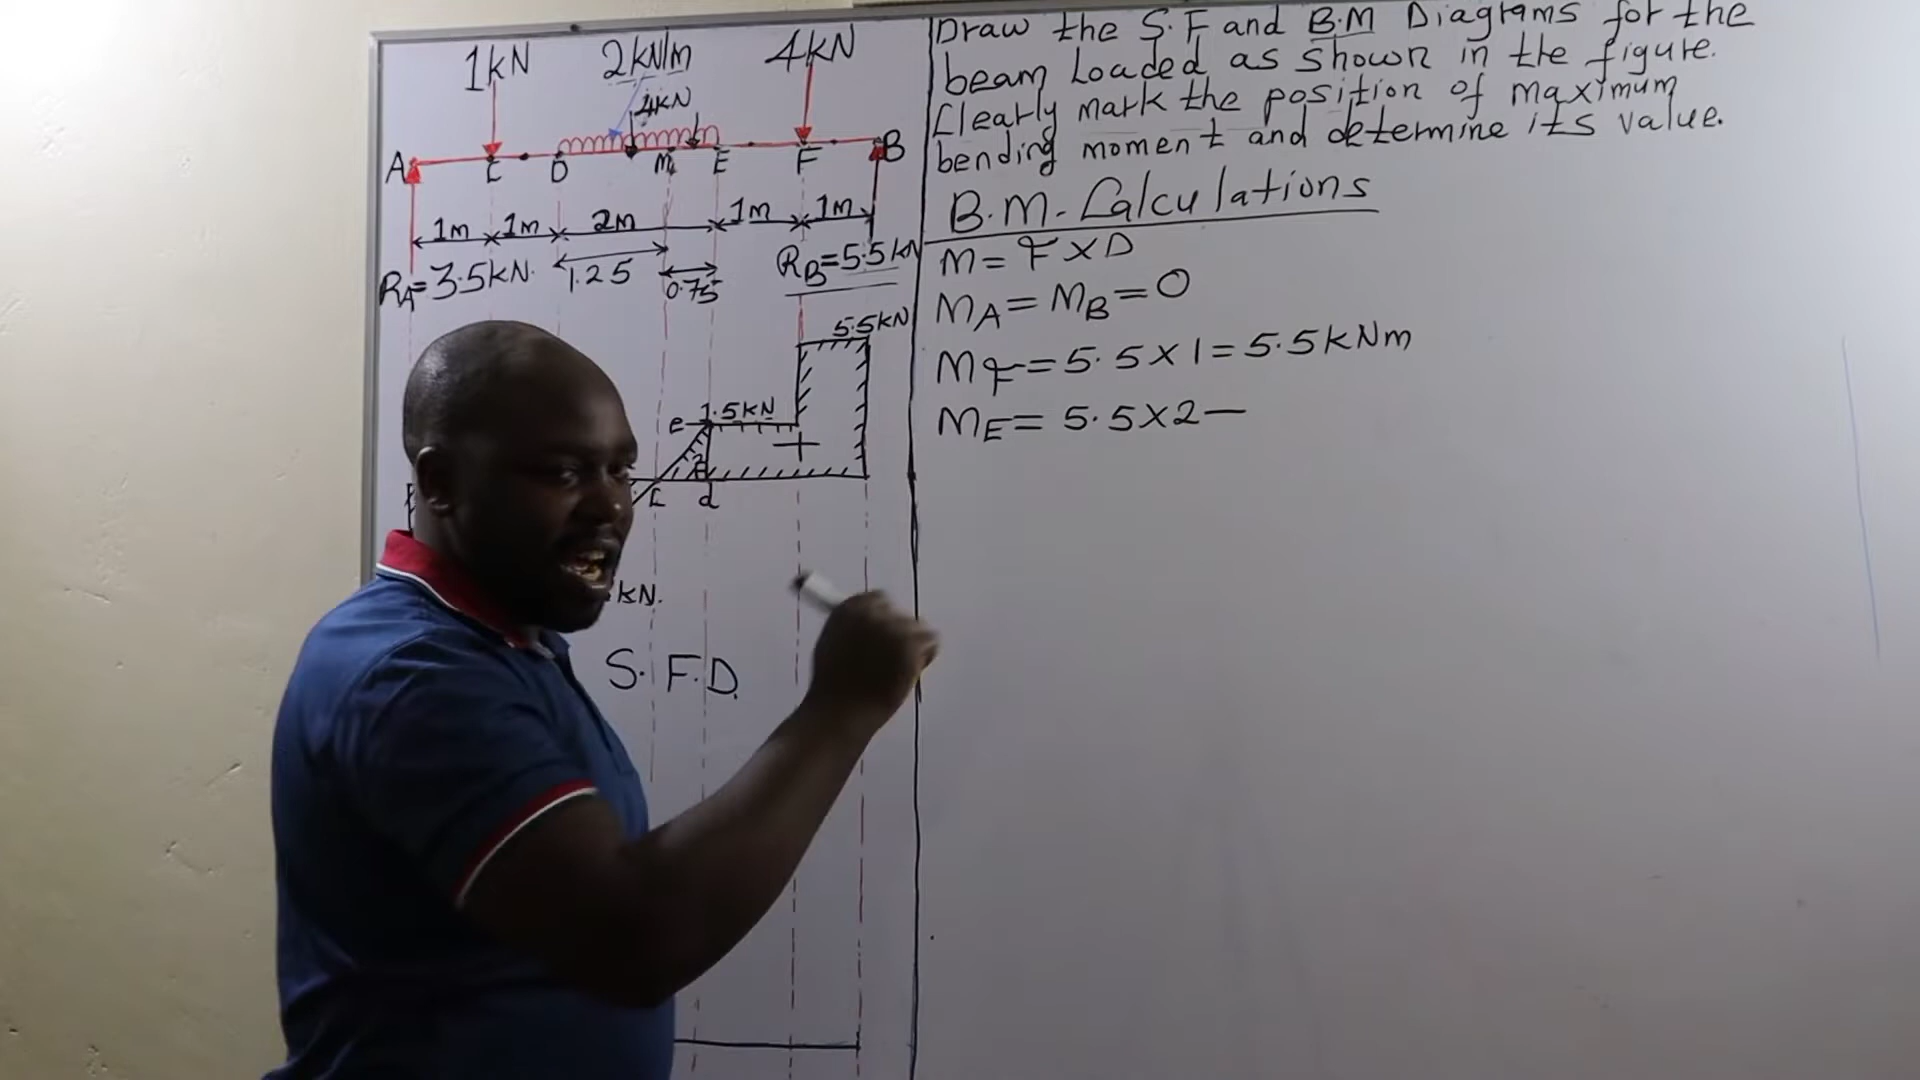 1kN 2kN/m 4kN
4KN
A C D M E F B
1m 1m 2m 1m 1m
RA=3.5kN. 1.25 0.75 RB=5.5kN
5.5kN
e 1.5kN
+
d
kN.
S.F.D.
Draw the S.F and B.M Diagrams for the
beam Loaded as shown in the figure.
Clearly mark the position of maximum
bending moment and determine its value.
B.M. Calculations
M = F X D
MA = MB = 0
MF = 5.5 X 1 = 5.5kNm
ME = 5.5 X 2 —